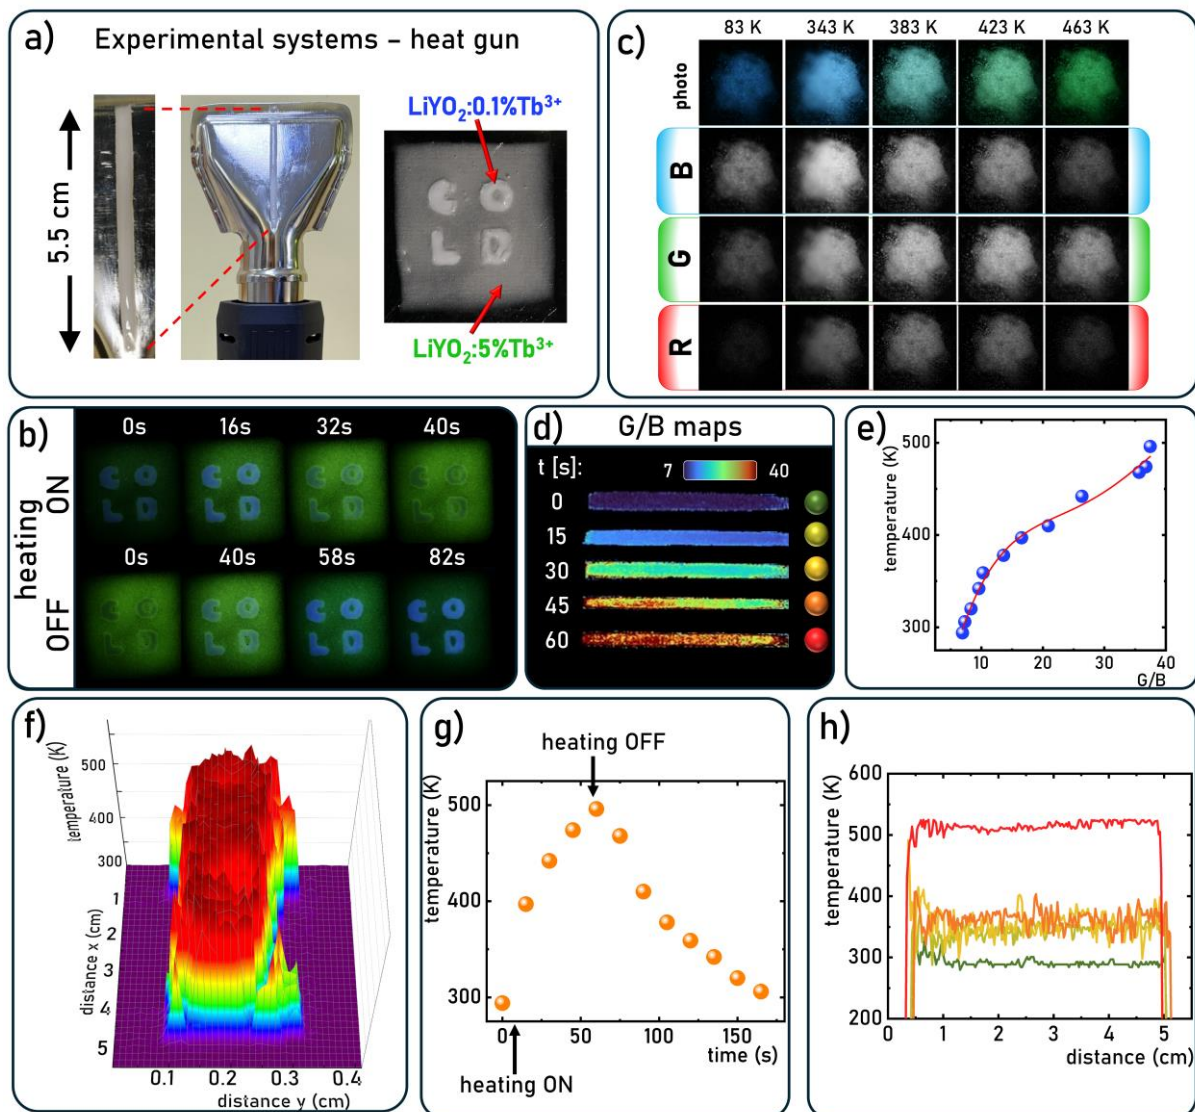 a) Experimental systems – heat gun
5.5 cm
LiYO₂:0.1%Tb³⁺
C O
L D
LiYO₂:5%Tb³⁺
c)
83 K 343 K 383 K 423 K 463 K
photo
B
G
R
b)
0s 16s 32s 40s
C O C O C O C O
L D L D L D L D
heating
ON
0s 40s 58s 82s
C O C O C O C O
L D L D L D L D
OFF
d) G/B maps
t [s]: 7 40
0
15
30
45
60
e)
temperature (K)
500
400
300
10 20 30 40
G/B
f)
temperature (K)
500
400
300
1
2
3
4
5
distance x (cm)
0.1 0.2 0.3 0.4
distance y (cm)
g)
heating OFF
temperature (K)
500
400
300
0 50 100 150
time (s)
heating ON
h)
temperature (K)
600
500
400
300
200
0 1 2 3 4 5
distance (cm)